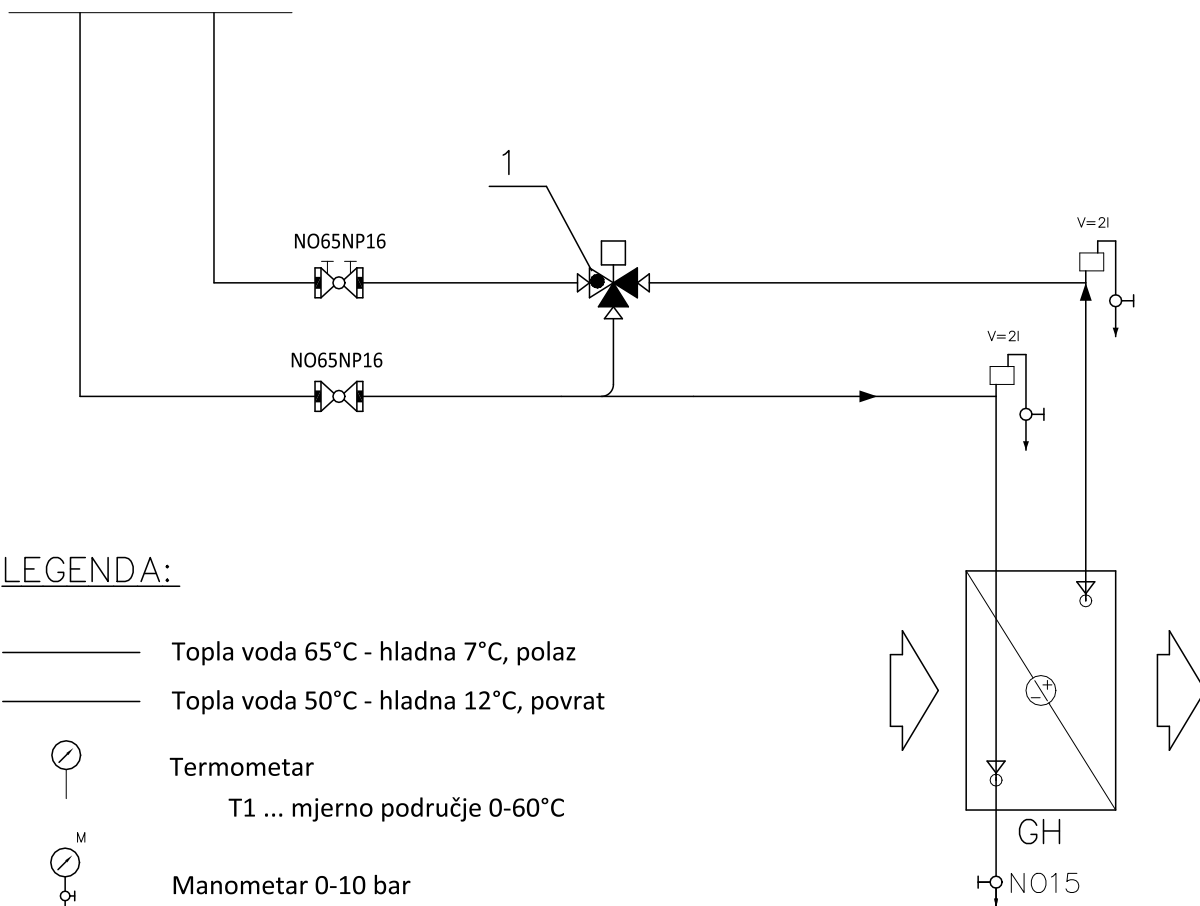 1
NO65NP16
V=2l
NO65NP16
V=2l
LEGENDA:
Topla voda 65°C - hladna 7°C, polaz
Topla voda 50°C - hladna 12°C, povrat
Termometar
T1 ... mjerno područje 0-60°C
M
Manometar 0-10 bar
GH
NO15